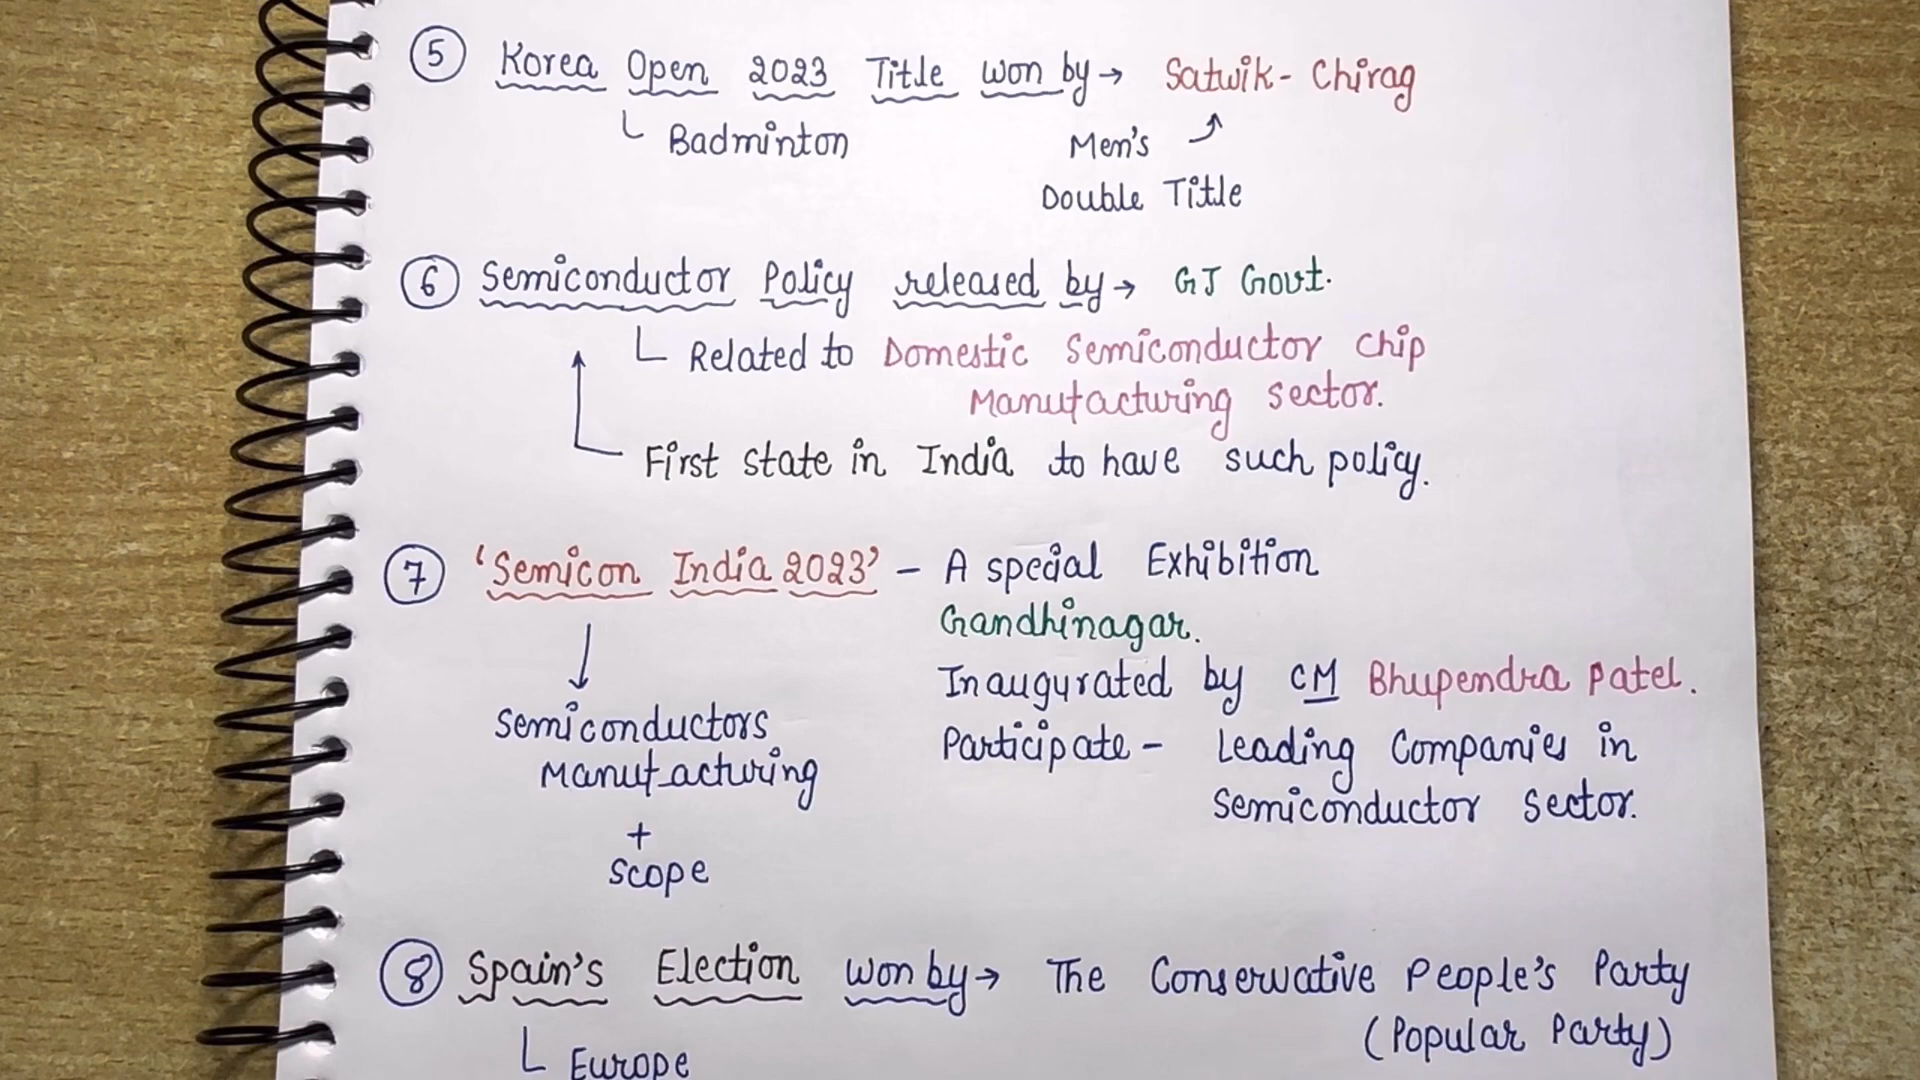 5 Korea Open 2023 Title won by → Satwik- Chirag
Badminton
Men's
Double Title
6 Semiconductor Policy released by → GJ Govt.
Related to Domestic Semiconductor Chip
Manufacturing sector.
First state in India to have such policy.
7 'Semicon India 2023' - A special Exhibition
Gandhinagar.
Inaugurated by CM Bhupendra Patel.
Participate - Leading Companies in
Semiconductor Sector.
Semiconductors
Manufacturing
+
Scope
8 Spain's Election won by → The Conservative People's Party
(Popular Party)
Europe